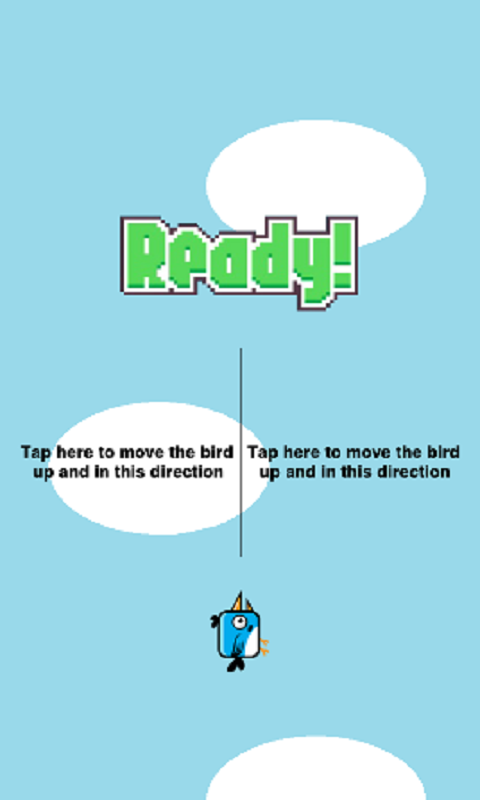 Ready!
Tap here to move the bird
up and in this direction
Tap here to move the bird
up and in this direction